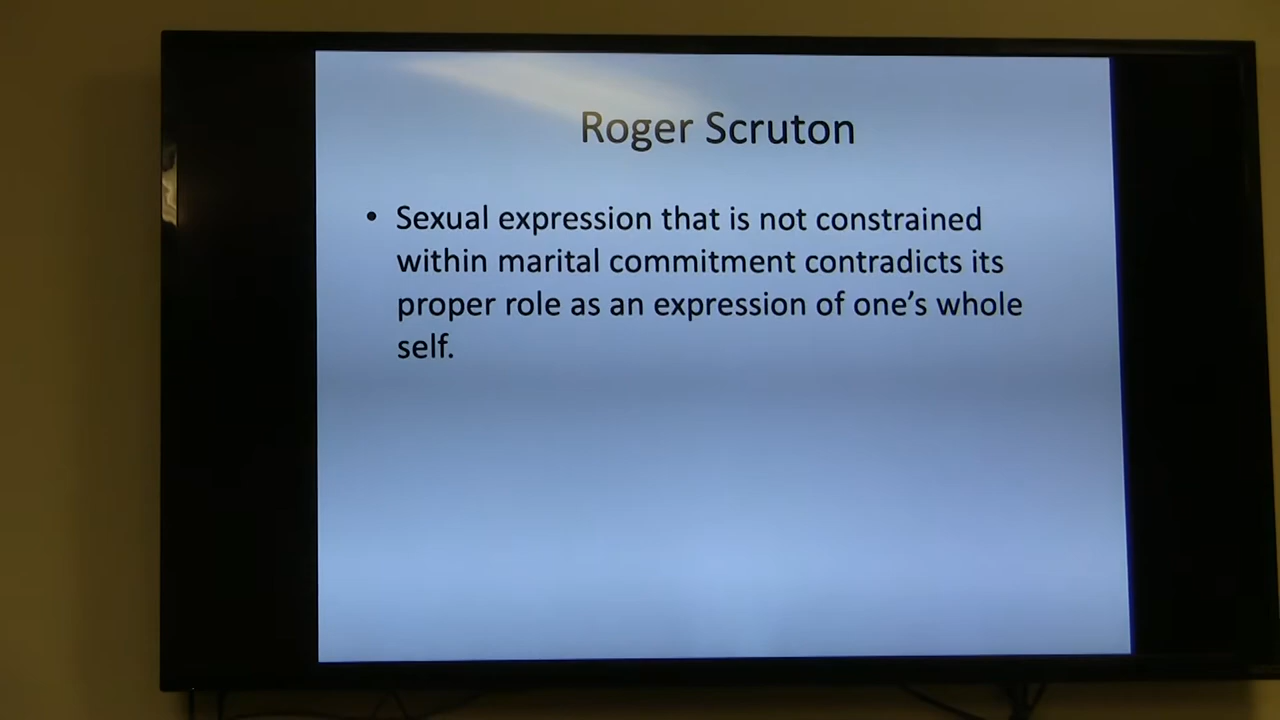 Roger Scruton
• Sexual expression that is not constrained
within marital commitment contradicts its
proper role as an expression of one’s whole
self.